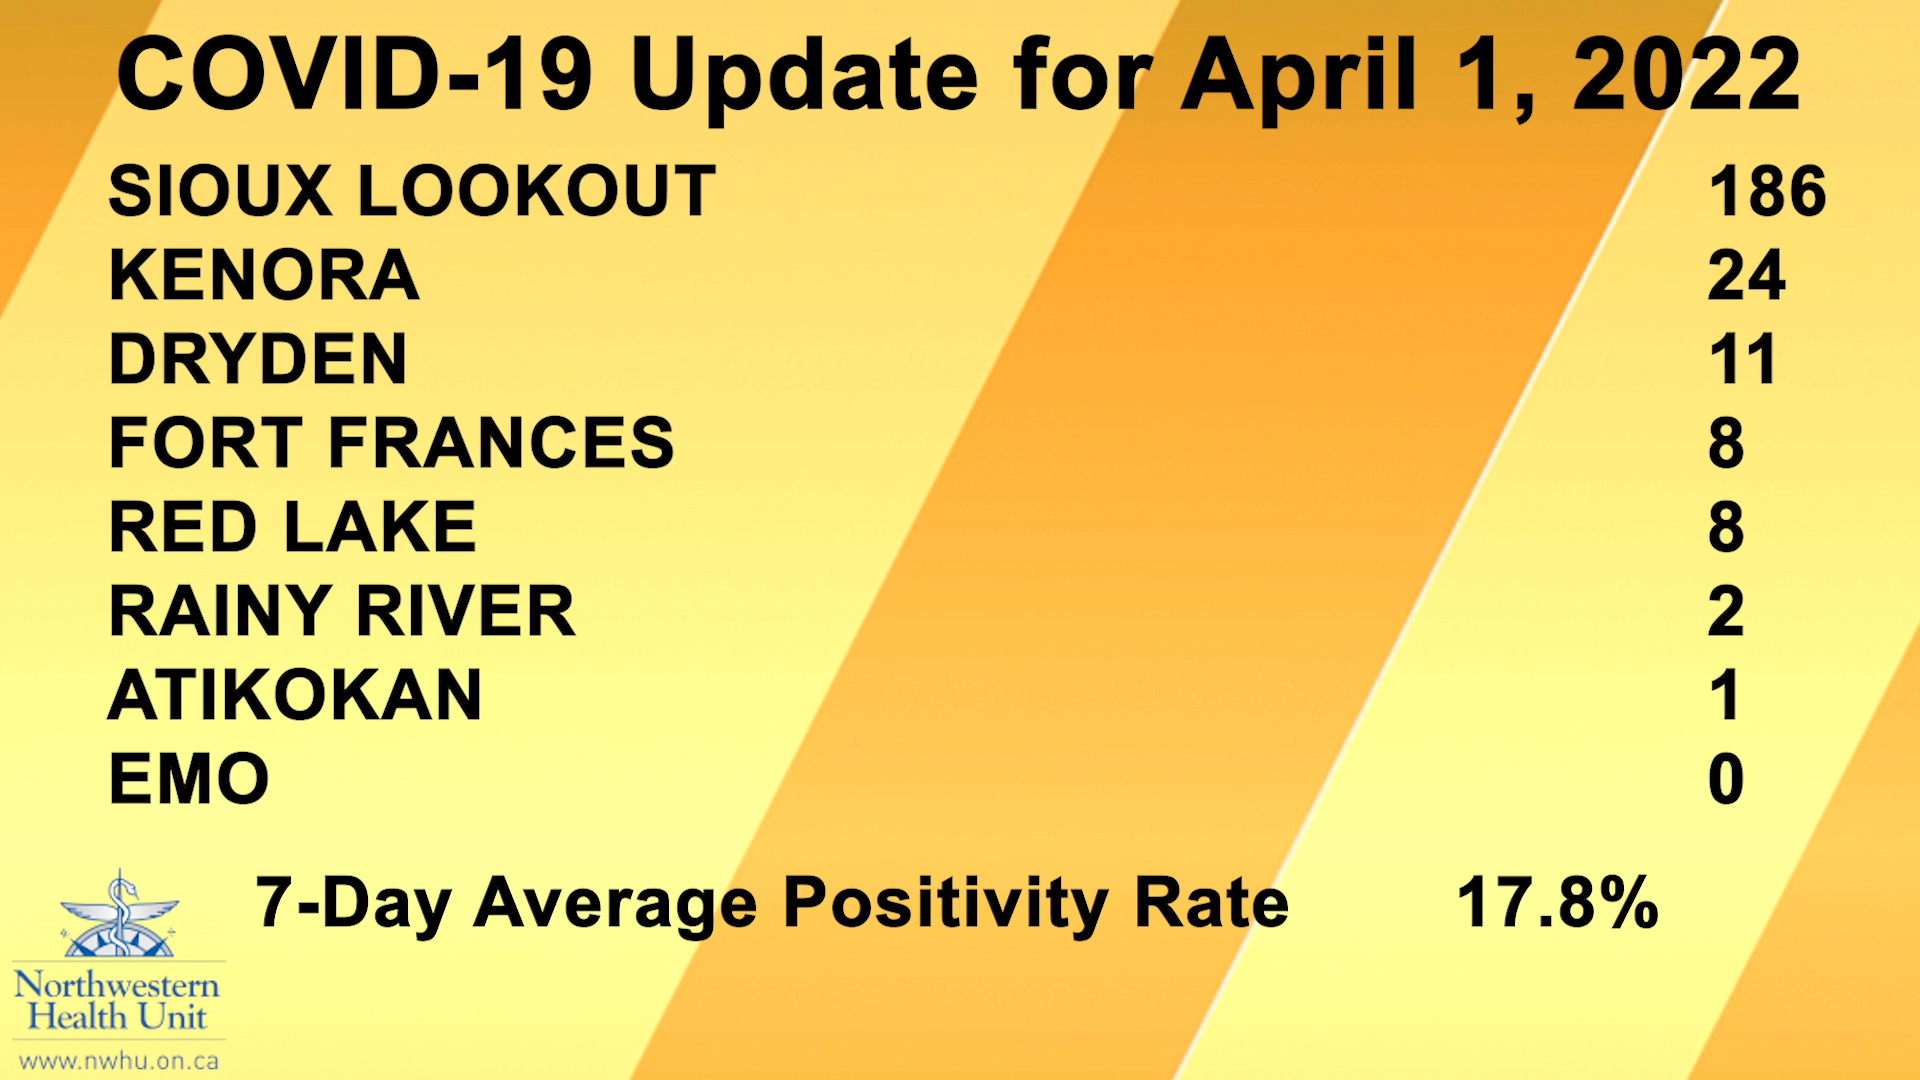 COVID-19 Update for April 1, 2022
SIOUX LOOKOUT 186
KENORA 24
DRYDEN 11
FORT FRANCES 8
RED LAKE 8
RAINY RIVER 2
ATIKOKAN 1
EMO 0
7-Day Average Positivity Rate 17.8%
Northwestern
Health Unit
www.nwhu.on.ca